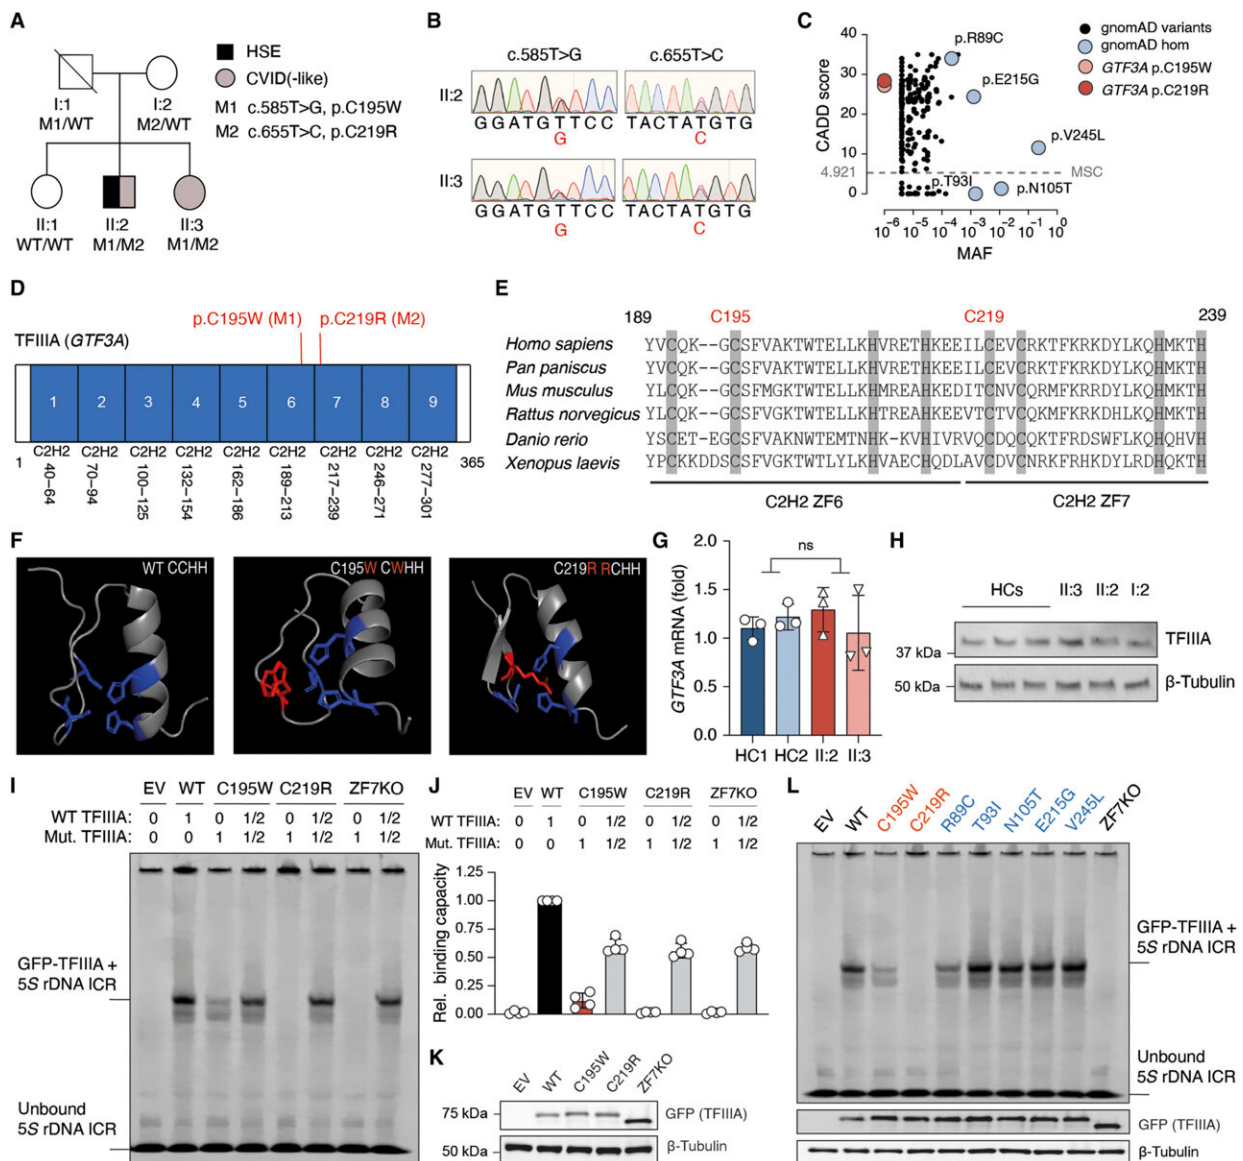 A
HSE
CVID(-like)
M1 c.585T>G, p.C195W
M2 c.655T>C, p.C219R
I:1
M1/WT
I:2
M2/WT
II:1
WT/WT
II:2
M1/M2
II:3
M1/M2
B
c.585T>G
c.655T>C
II:2
GGATGTTCC
G
TACTATGTG
C
II:3
GGATGTTCC
G
TACTATGTG
C
C
CADD score
40
30
20
10
4.921
0
p.R89C
p.E215G
p.V245L
MSC
p.T93I
p.N105T
10⁻⁶ 10⁻⁵ 10⁻⁴ 10⁻³ 10⁻² 10⁻¹ 10⁰
MAF
gnomAD variants
gnomAD hom
GTF3A p.C195W
GTF3A p.C219R
D
p.C195W (M1)
p.C219R (M2)
TFIIIA (GTF3A)
1 2 3 4 5 6 7 8 9
C2H2 C2H2 C2H2 C2H2 C2H2 C2H2 C2H2 C2H2 C2H2
1
365
40–64
70–94
100–125
132–154
162–186
189–213
217–239
246–271
277–301
E
189
C195
C219
239
Homo sapiens YVCQK--GCSFVAKTWTELLKHVRETHKEEILCEVCRKTFKRKDYLKQHMKTH
Pan paniscus YVCQK--GCSFVAKTWTELLKHVRETHKEEILCEVCRKTFKRKDYLKQHMKTH
Mus musculus YLCQK--GCSFMGKTWTELLKHMREAHKEDITCNVCQRMFKRRDYLKQHMKTH
Rattus norvegicus YLCQK--GCSFVGKTWTELLKHTREAHKEEVTCTVCQKMFKRKDHLKQHMKTH
Danio rerio YSCET-EGCSFVAKNWTEMTNHK-KVHIVRVQCDQCQKTFRDSWFLKQHQHVH
Xenopus laevis YPCKKDDSCSFVGKTWTLYLKHVAECHQDLAVCDVCNRKFRHKDYLRDHQKTH
C2H2 ZF6
C2H2 ZF7
F
WT CCHH
C195W CWHH
C219R RCHH
G
GTF3A mRNA (fold)
2.0
1.5
1.0
0.5
0.0
ns
HC1 HC2 II:2 II:3
H
HCs
II:3
II:2
I:2
37 kDa
TFIIIA
50 kDa
β-Tubulin
I
EV WT C195W C219R ZF7KO
WT TFIIIA: 0 1 0 1/2 0 1/2 0 1/2
Mut. TFIIIA: 0 0 1 1/2 1 1/2 1 1/2
GFP-TFIIIA +
5S rDNA ICR
Unbound
5S rDNA ICR
J
EV WT C195W C219R ZF7KO
WT TFIIIA: 0 1 0 1/2 0 1/2 0 1/2
Mut. TFIIIA: 0 0 1 1/2 1 1/2 1 1/2
Rel. binding capacity
1.25
1.00
0.75
0.50
0.25
0.00
K
EV
WT
C195W
C219R
ZF7KO
75 kDa
GFP (TFIIIA)
50 kDa
β-Tubulin
L
EV
WT
C195W
C219R
R89C
T93I
N105T
E215G
V245L
ZF7KO
GFP-TFIIIA +
5S rDNA ICR
Unbound
5S rDNA ICR
GFP (TFIIIA)
β-Tubulin